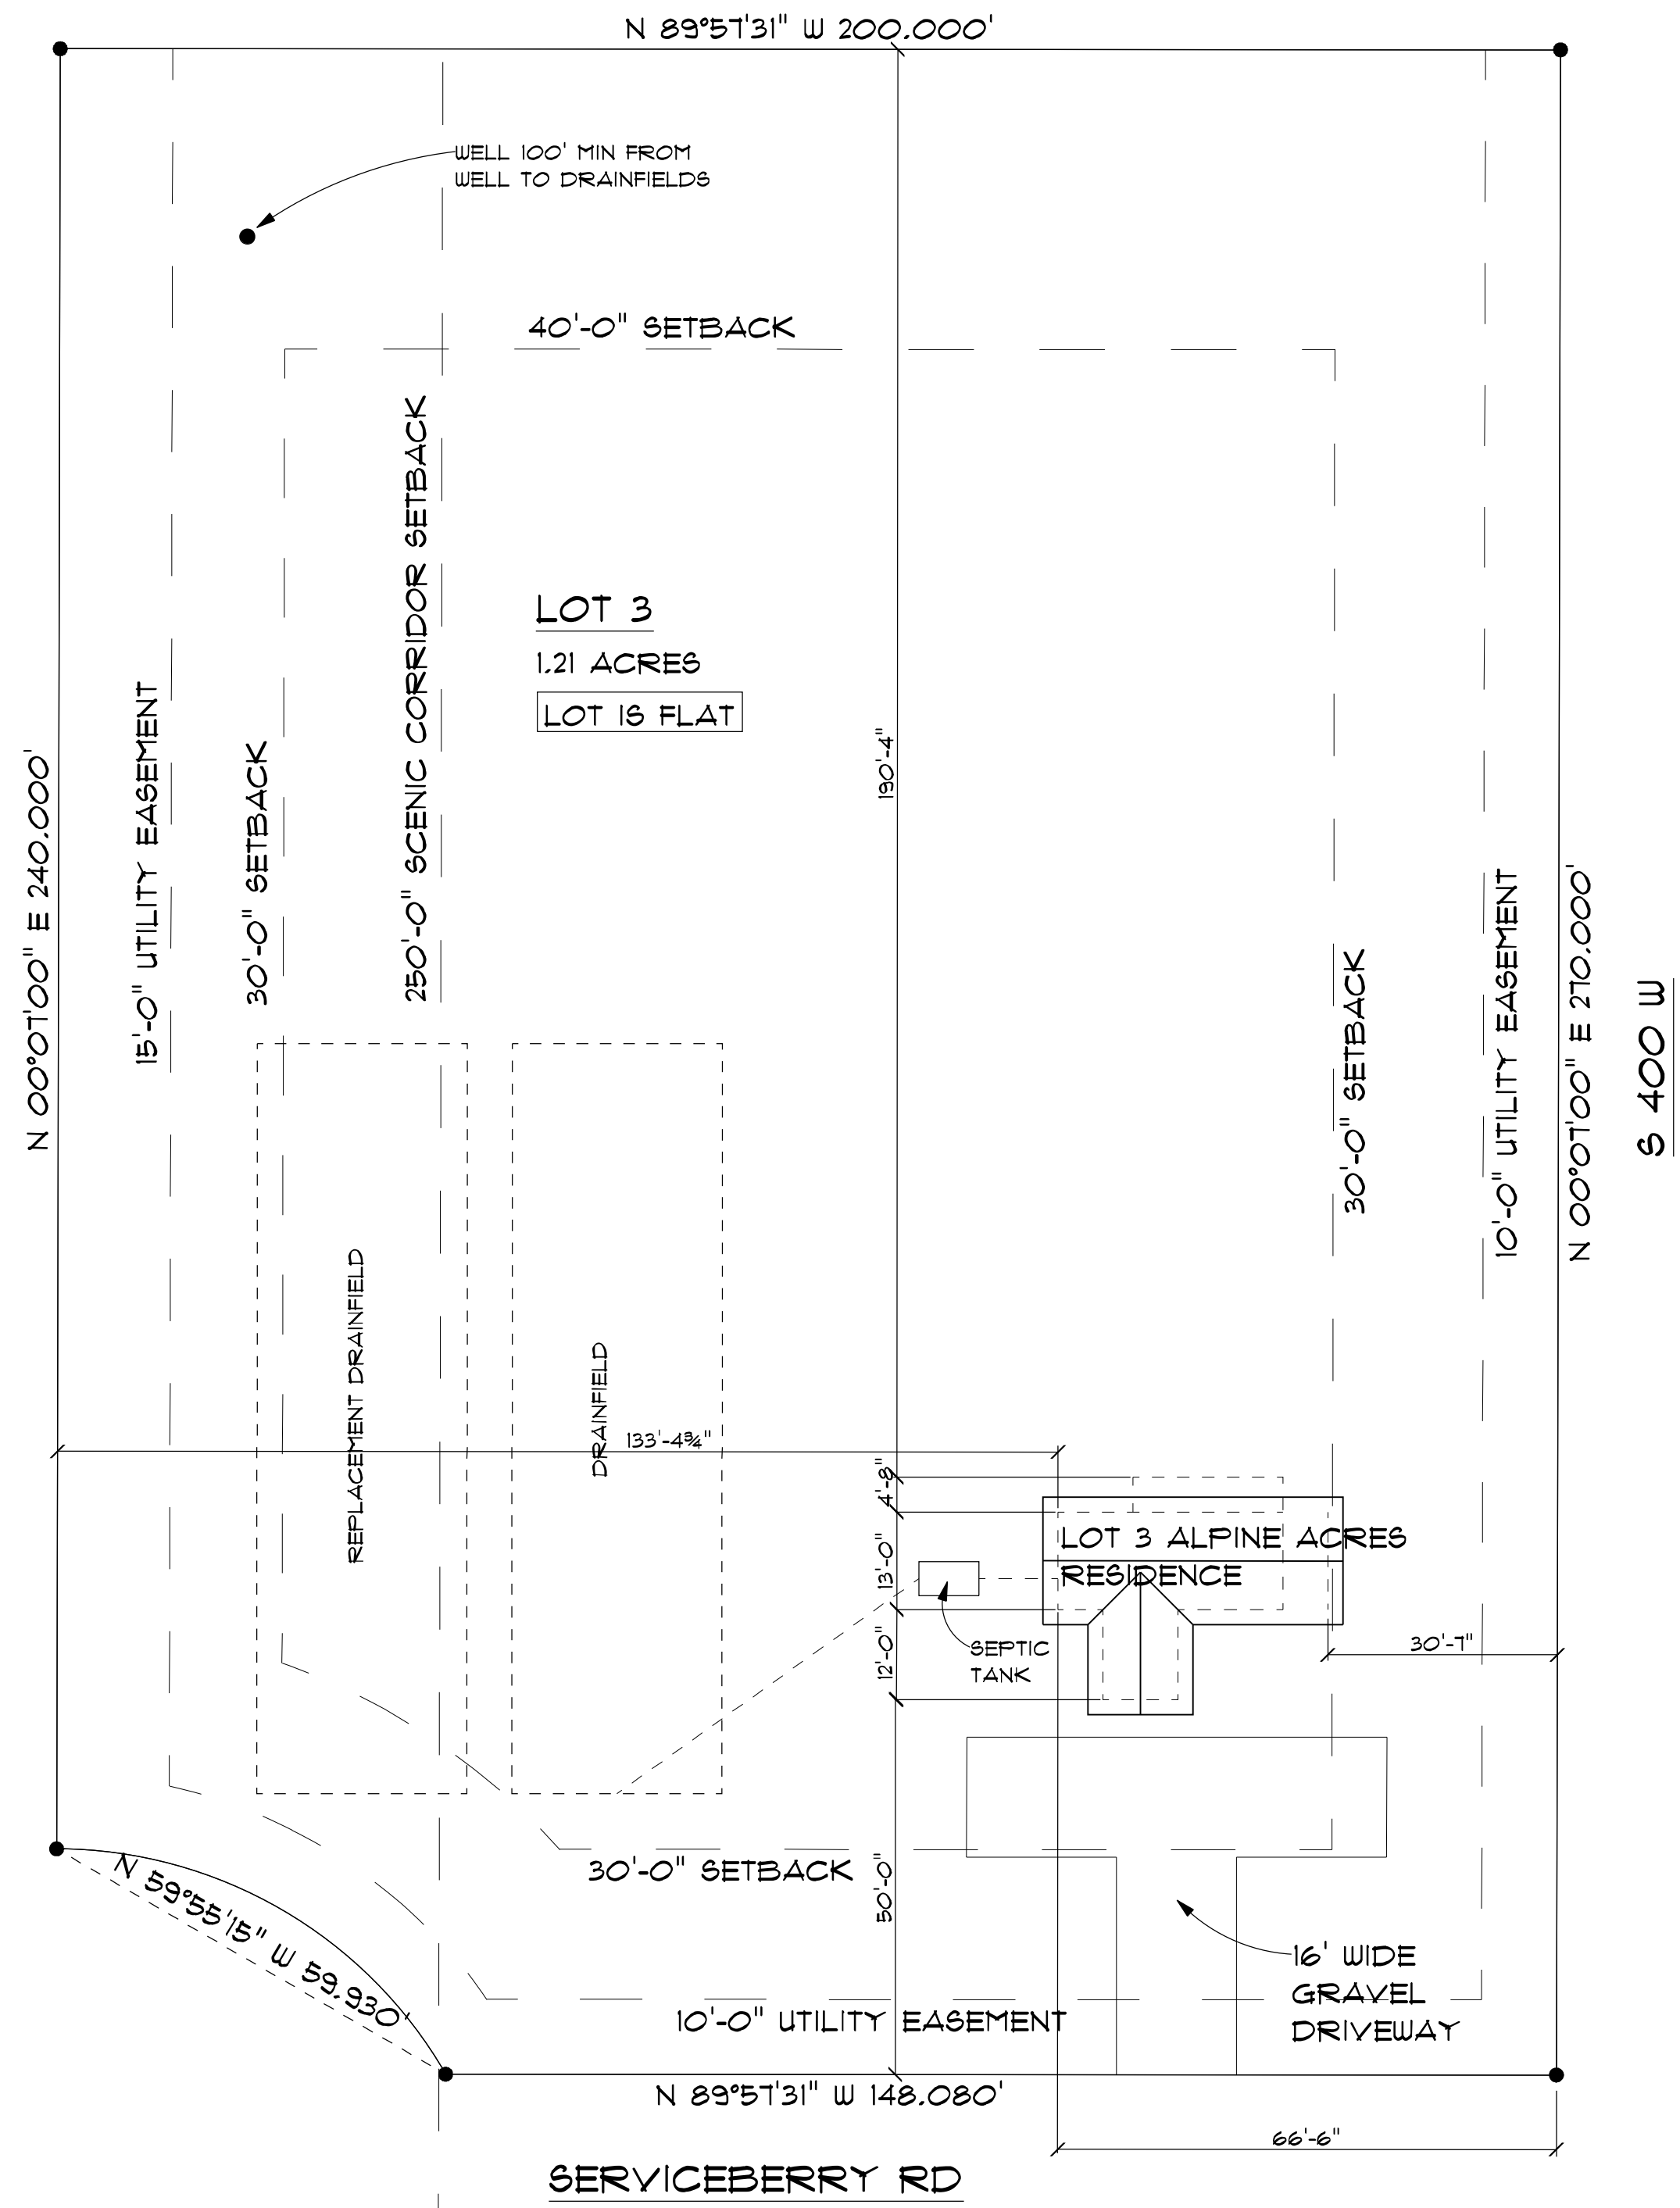 N 89°57'31" W 200.000'
WELL 100' MIN FROM
WELL TO DRAINFIELDS
40'-0" SETBACK
250'-0" SCENIC CORRIDOR SETBACK
LOT 3
1.21 ACRES
LOT IS FLAT
15'-0" UTILITY EASEMENT
30'-0" SETBACK
N 00°07'00" E 240.000'
190'-4"
10'-0" UTILITY EASEMENT
N 00°07'00" E 270.000'
30'-0" SETBACK
S 400 W
REPLACEMENT DRAINFIELD
DRAINFIELD
133'-4¾"
4'-8"
13'-0"
12'-0"
LOT 3 ALPINE ACRES
RESIDENCE
SEPTIC
TANK
30'-7"
30'-0" SETBACK
50'-0"
N 59°55'15" W 59.930'
16' WIDE
GRAVEL
DRIVEWAY
10'-0" UTILITY EASEMENT
N 89°57'31" W 148.080'
66'-6"
SERVICEBERRY RD